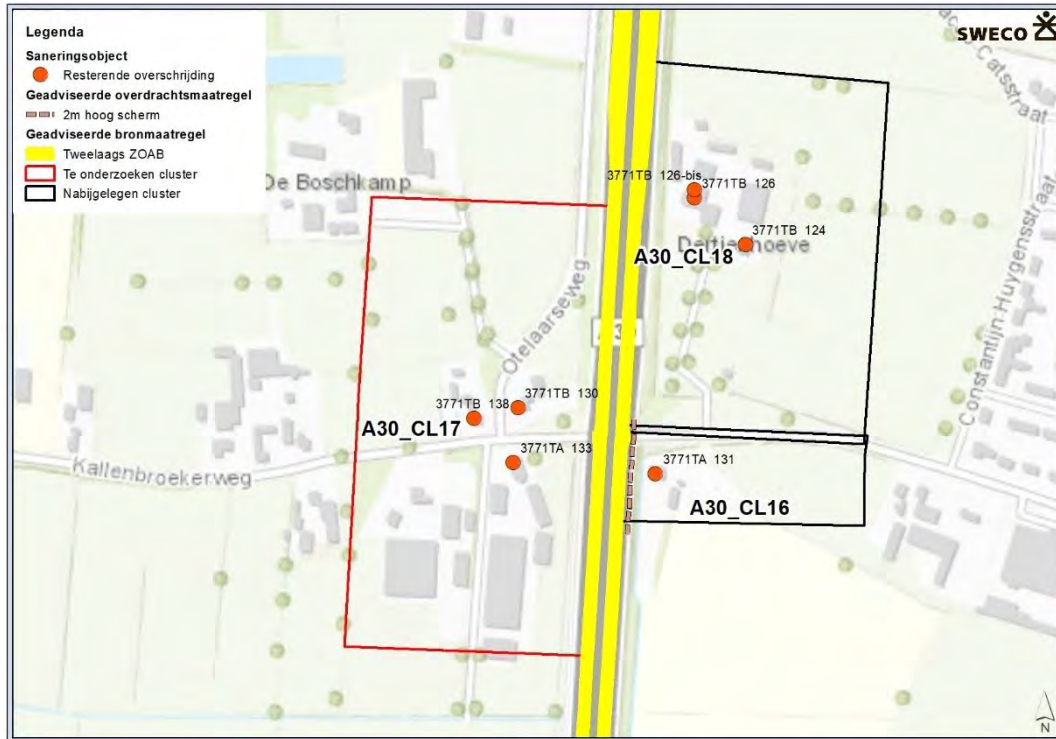 Legenda
Saneringsobject
Resterende overschrijding
Geadviseerde overdrachtsmaatregel
2m hoog scherm
Geadviseerde bronmaatregel
Tweelaags ZOAB
Te onderzoeken cluster
Nabijgelegen cluster
SWECO
Catsstraat
De Boschkamp
3771TB 126-bis
3771TB 126
3771TB 124
A30_CL18
Otelaarseweg
Constantijn Huygensstraat
3771TB 138
3771TB 130
A30_CL17
3771TA 133
Kallenbroekerweg
3771TA 131
A30_CL16
N